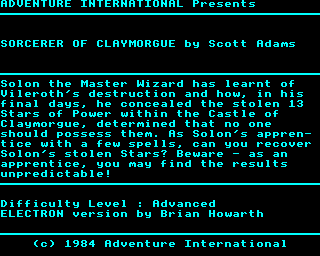 ADVENTURE INTERNATIONAL Presents
SORCERER OF CLAYMORGUE by Scott Adams
Solon the Master Wizard has learnt of
Vileroth's destruction and how, in his
final days, he concealed the stolen 13
Stars of Power within the Castle of
Claymorgue, determined that no one
should possess them. As Solon's appren-
tice with a few spells, can you recover
Solon's stolen Stars? Beware - as an
apprentice, you may find the results
unpredictable!
Difficulty Level : Advanced
ELECTRON version by Brian Howarth
(c) 1984 Adventure International